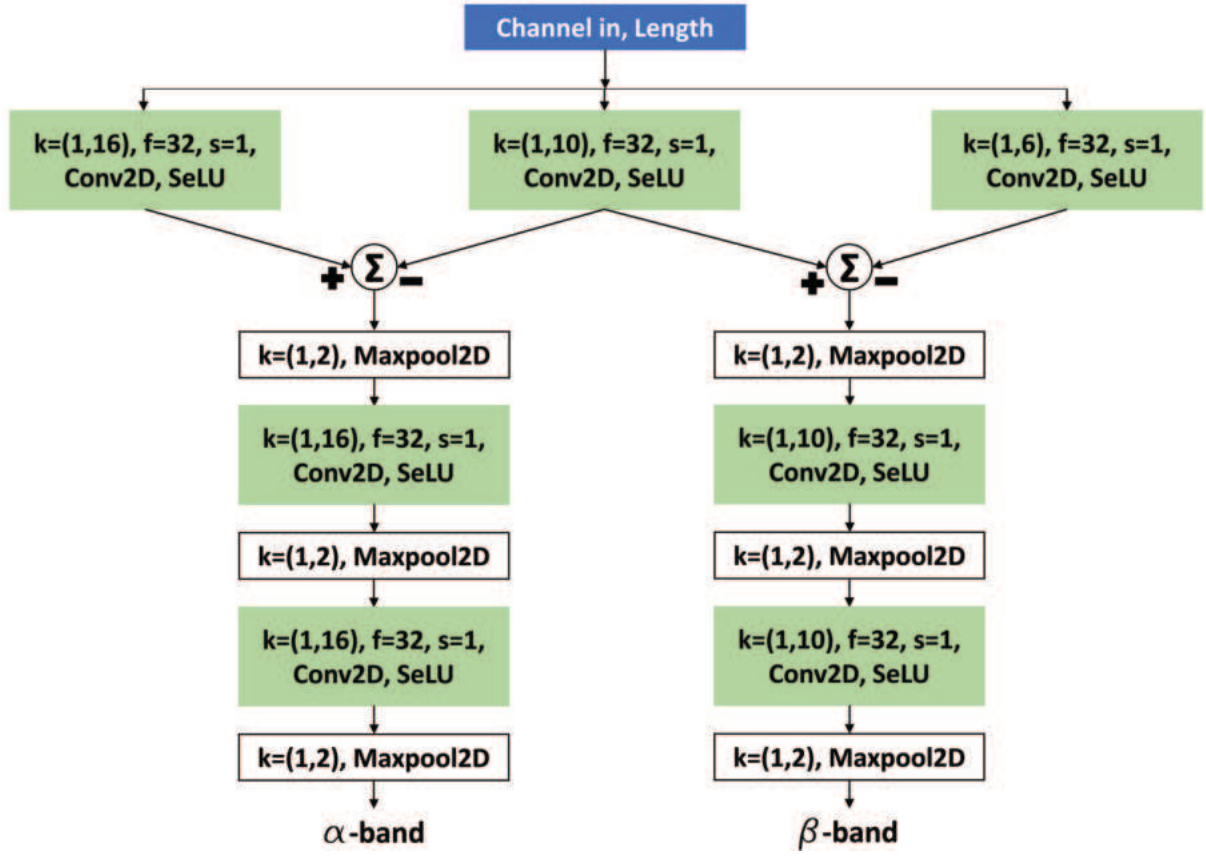 Channel in, Length
k=(1,16), f=32, s=1,
Conv2D, SeLU
k=(1,10), f=32, s=1,
Conv2D, SeLU
k=(1,6), f=32, s=1,
Conv2D, SeLU
+ Σ −
+ Σ −
k=(1,2), Maxpool2D
k=(1,16), f=32, s=1,
Conv2D, SeLU
k=(1,2), Maxpool2D
k=(1,16), f=32, s=1,
Conv2D, SeLU
k=(1,2), Maxpool2D
α-band
k=(1,2), Maxpool2D
k=(1,10), f=32, s=1,
Conv2D, SeLU
k=(1,2), Maxpool2D
k=(1,10), f=32, s=1,
Conv2D, SeLU
k=(1,2), Maxpool2D
β-band